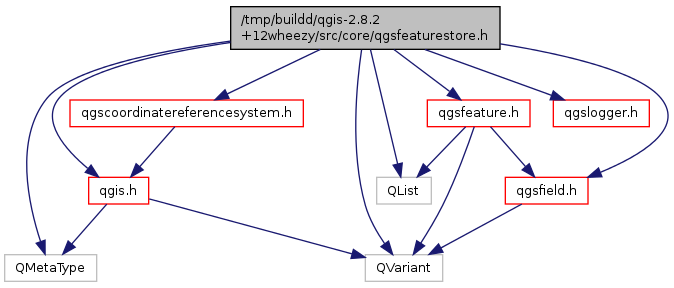 /tmp/buildd/qgis-2.8.2
+12wheezy/src/core/qgsfeaturestore.h
qgscoordinatereferencesystem.h
qgsfeature.h
qgslogger.h
qgis.h
QList
qgsfield.h
QMetaType
QVariant